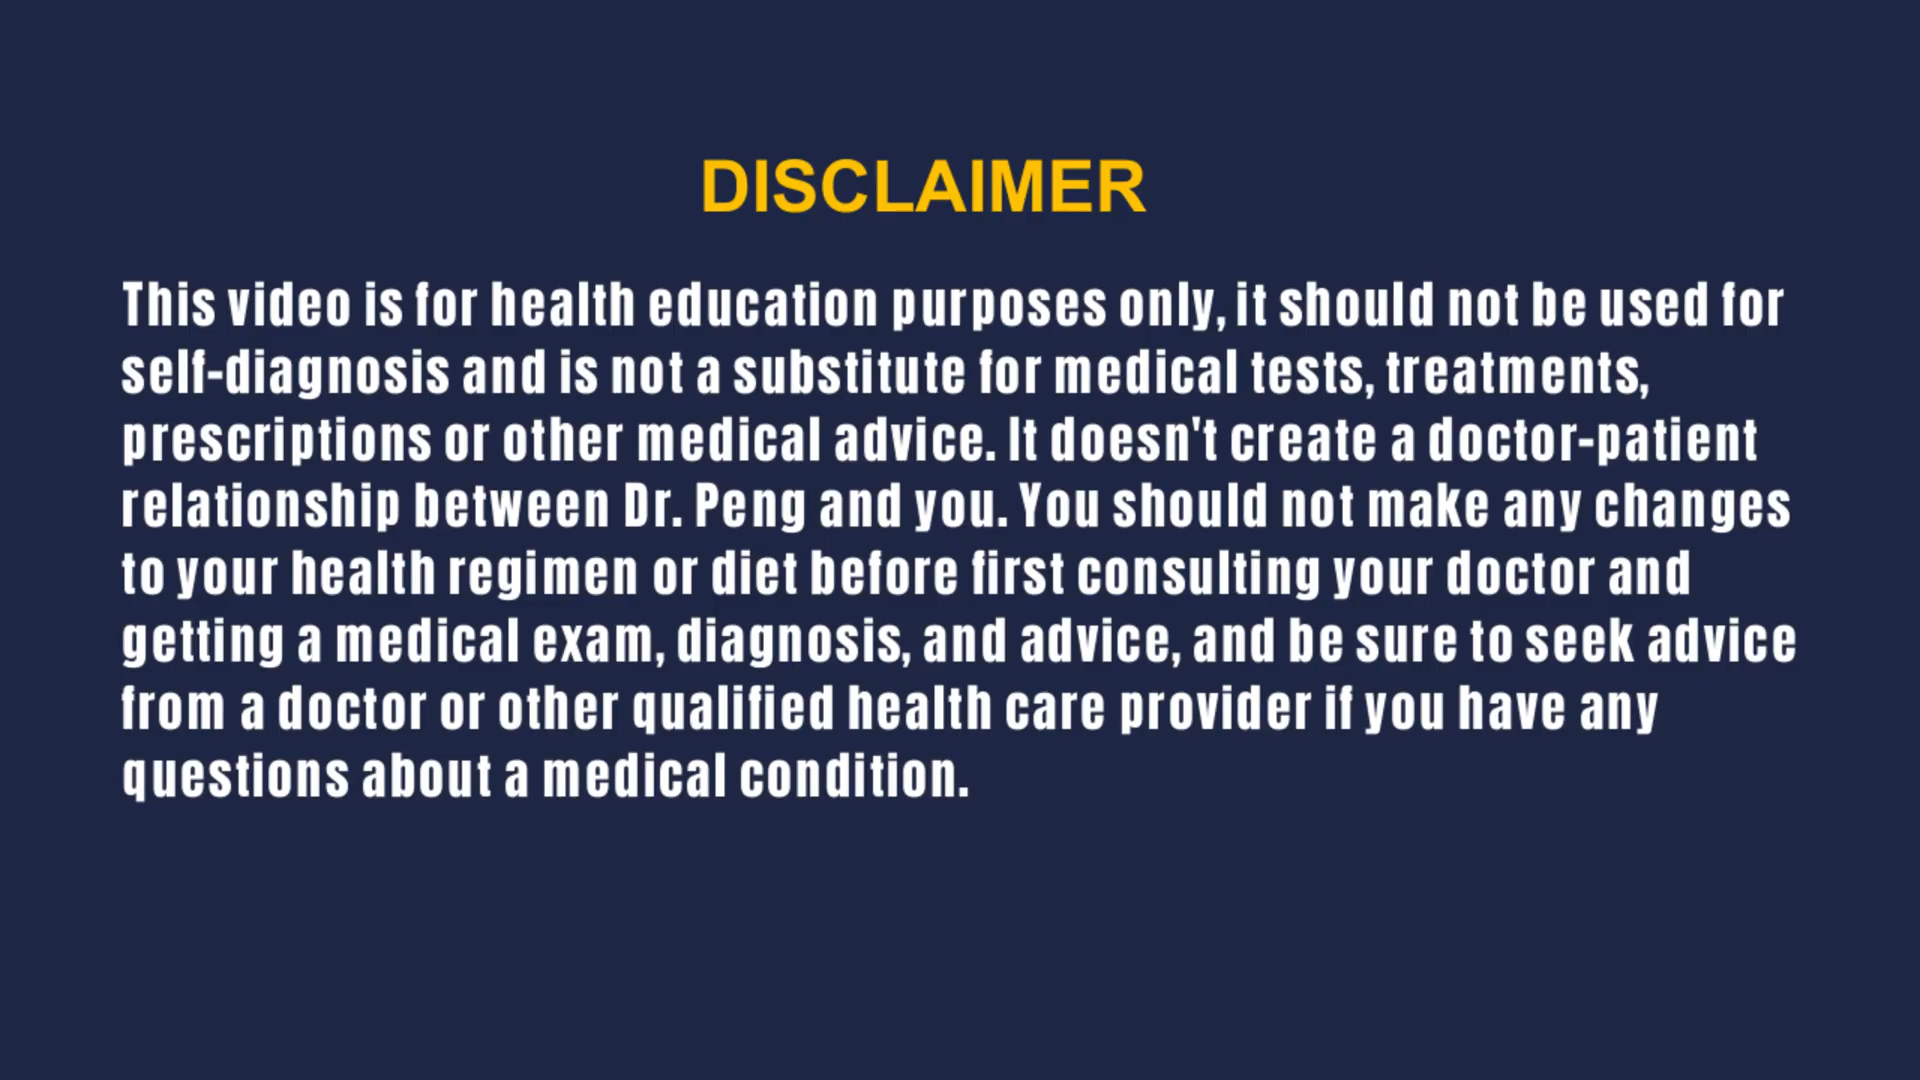 DISCLAIMER
This video is for health education purposes only, it should not be used for
self-diagnosis and is not a substitute for medical tests, treatments,
prescriptions or other medical advice. It doesn't create a doctor-patient
relationship between Dr. Peng and you. You should not make any changes
to your health regimen or diet before first consulting your doctor and
getting a medical exam, diagnosis, and advice, and be sure to seek advice
from a doctor or other qualified health care provider if you have any
questions about a medical condition.